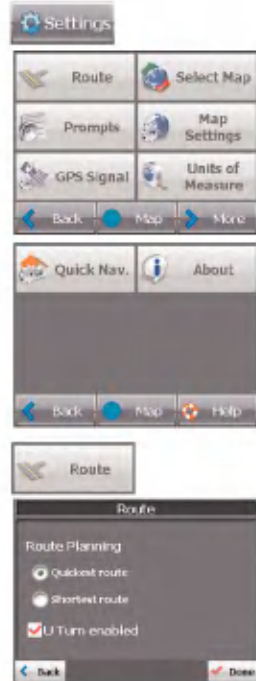 Settings
Route
Select Map
Prompts
Map
Settings
GPS Signal
Units of
Measure
Back
Map
More
Quick Nav.
About
Back
Map
Help
Route
Route
Route Planning
Quickest route
Shortest route
U Turn enabled
Back
Done